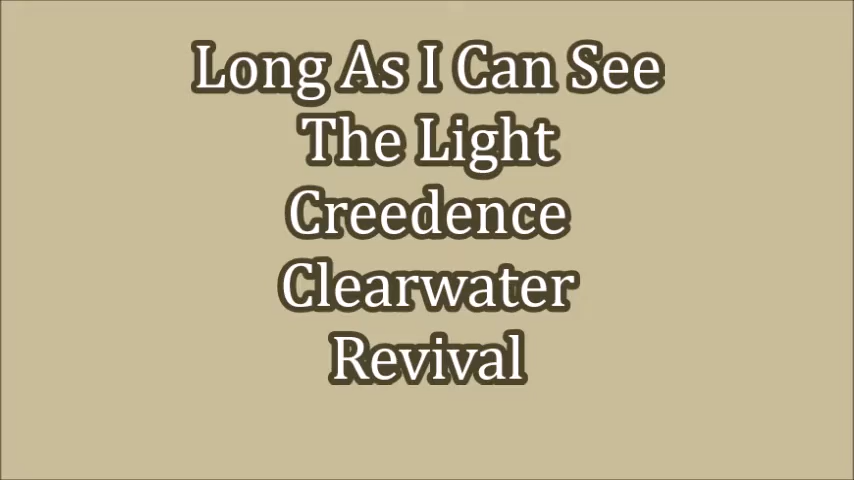 Long As I Can See
The Light
Creedence
Clearwater
Revival